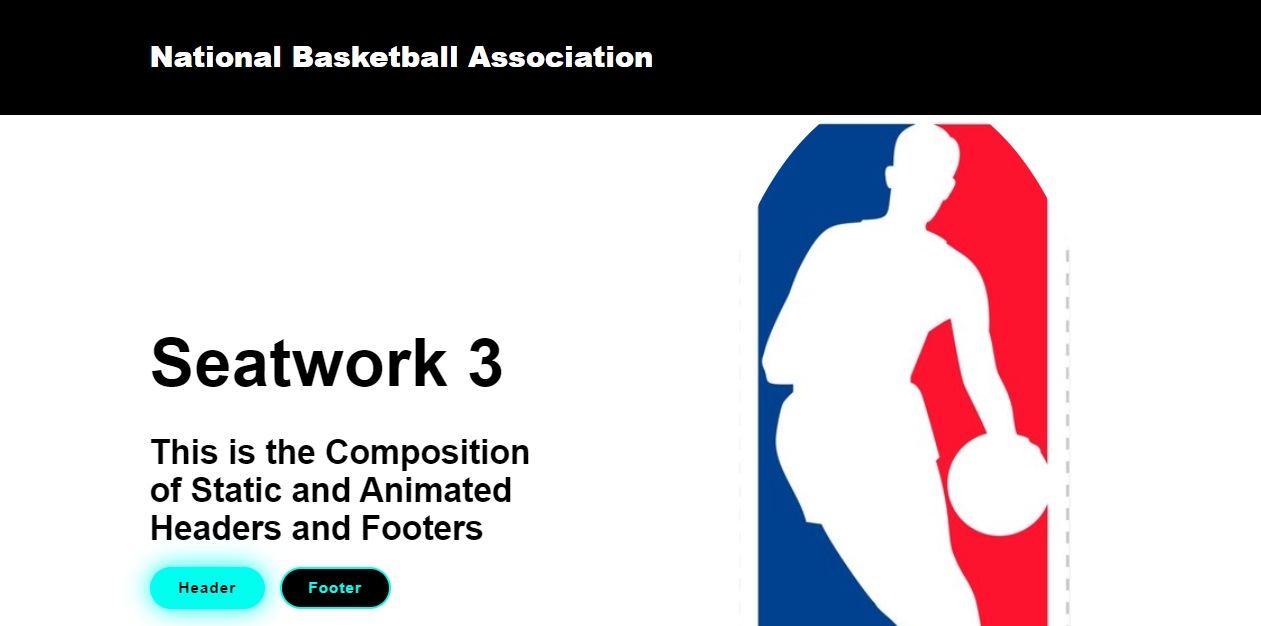 National Basketball Association
Seatwork 3
This is the Composition
of Static and Animated
Headers and Footers
Header
Footer